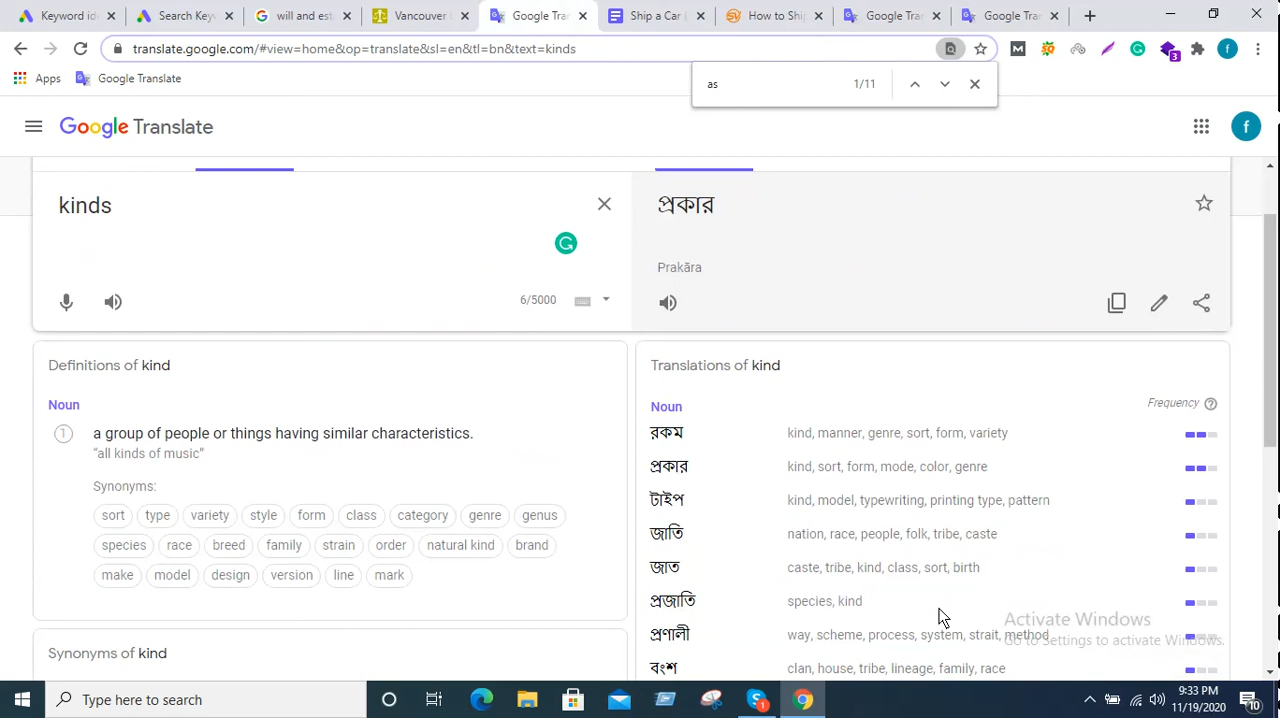 Keyword id
Search Key
will and est
Vancouver
Google Tra
Ship a Car
How to Shi
Google Tra
Google Tra
translate.google.com/#view=home&op=translate&sl=en&tl=bn&text=kinds
3
f
Apps
Google Translate
as 1/11
Google Translate
f
kinds
6/5000
প্রকার
Prakāra
Definitions of kind
Noun
1 a group of people or things having similar characteristics.
"all kinds of music"
Synonyms:
sort type variety style form class category genre genus
species race breed family strain order natural kind brand
make model design version line mark
Synonyms of kind
Translations of kind
Noun Frequency
রকম kind, manner, genre, sort, form, variety
প্রকার kind, sort, form, mode, color, genre
টাইপ kind, model, typewriting, printing type, pattern
জাতি nation, race, people, folk, tribe, caste
জাত caste, tribe, kind, class, sort, birth
প্রজাতি species, kind
প্রণালী way, scheme, process, system, strait, method
বংশ clan, house, tribe, lineage, family, race
Activate Windows
Go to Settings to activate Windows.
Type here to search
1
9:33 PM
11/19/2020
10